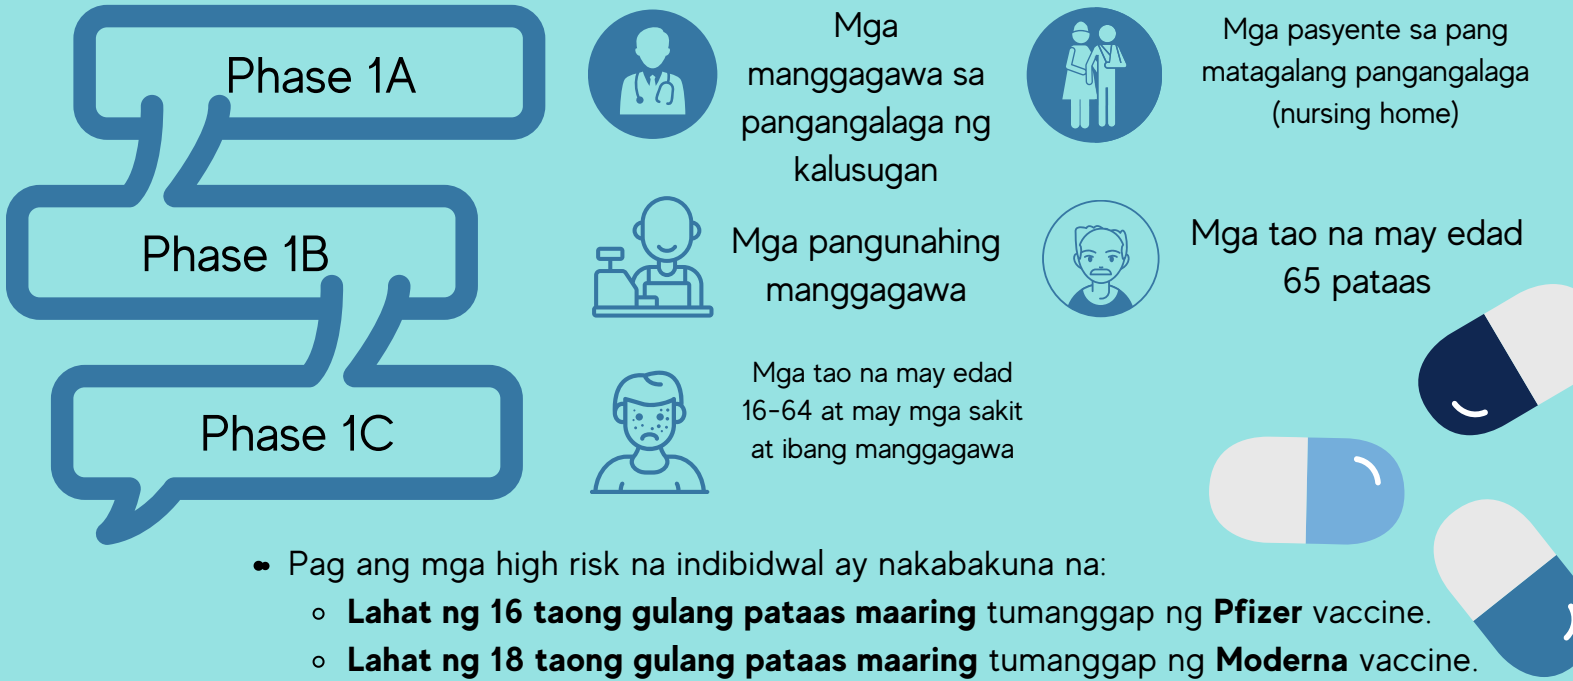 Phase 1A
Mga
manggagawa sa
pangangalaga ng
kalusugan
Mga pasyente sa pang
matagalang pangangalaga
(nursing home)
Phase 1B
Mga pangunahing
manggagawa
Mga tao na may edad
65 pataas
Phase 1C
Mga tao na may edad
16-64 at may mga sakit
at ibang manggagawa
Pag ang mga high risk na indibidwal ay nakabakuna na:
Lahat ng 16 taong gulang pataas maaring tumanggap ng Pfizer vaccine.
Lahat ng 18 taong gulang pataas maaring tumanggap ng Moderna vaccine.